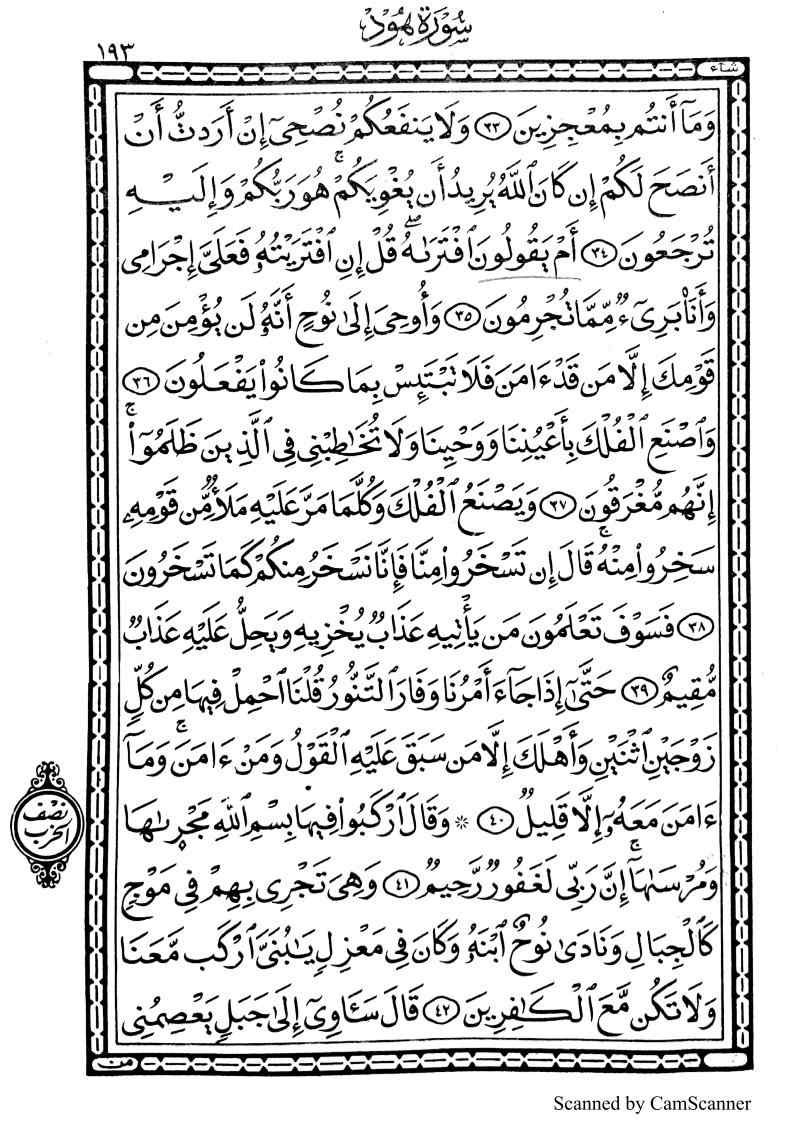 سُورَةُ هُود
١٩٣
شَآء
وَمَآ أَنتُم بِمُعْجِزِينَ ٣٣ وَلَا يَنفَعُكُمْ نُصْحِىٓ إِنْ أَرَدتُّ أَنْ
أَنصَحَ لَكُمْ إِن كَانَ ٱللَّهُ يُرِيدُ أَن يُغْوِيَكُمْ ۚ هُوَ رَبُّكُمْ وَإِلَيْهِ
تُرْجَعُونَ ٣٤ أَمْ يَقُولُونَ ٱفْتَرَىٰهُ ۖ قُلْ إِنِ ٱفْتَرَيْتُهُۥ فَعَلَىَّ إِجْرَامِى
وَأَنَا۠ بَرِىٓءٌ مِّمَّا تُجْرِمُونَ ٣٥ وَأُوحِىَ إِلَىٰ نُوحٍ أَنَّهُۥ لَن يُؤْمِنَ مِن
قَوْمِكَ إِلَّا مَن قَدْ ءَامَنَ فَلَا تَبْتَئِسْ بِمَا كَانُوا۟ يَفْعَلُونَ ٣٦
وَٱصْنَعِ ٱلْفُلْكَ بِأَعْيُنِنَا وَوَحْيِنَا وَلَا تُخَٰطِبْنِى فِى ٱلَّذِينَ ظَلَمُوٓا۟ ۚ
إِنَّهُم مُّغْرَقُونَ ٣٧ وَيَصْنَعُ ٱلْفُلْكَ وَكُلَّمَا مَرَّ عَلَيْهِ مَلَأٌ مِّن قَوْمِهِۦ
سَخِرُوا۟ مِنْهُ ۚ قَالَ إِن تَسْخَرُوا۟ مِنَّا فَإِنَّا نَسْخَرُ مِنكُمْ كَمَا تَسْخَرُونَ
٣٨ فَسَوْفَ تَعْلَمُونَ مَن يَأْتِيهِ عَذَابٌ يُخْزِيهِ وَيَحِلُّ عَلَيْهِ عَذَابٌ
مُّقِيمٌ ٣٩ حَتَّىٰٓ إِذَا جَآءَ أَمْرُنَا وَفَارَ ٱلتَّنُّورُ قُلْنَا ٱحْمِلْ فِيهَا مِن كُلٍّ
زَوْجَيْنِ ٱثْنَيْنِ وَأَهْلَكَ إِلَّا مَن سَبَقَ عَلَيْهِ ٱلْقَوْلُ وَمَنْ ءَامَنَ ۚ وَمَآ
ءَامَنَ مَعَهُۥٓ إِلَّا قَلِيلٌ ٤٠ ۞ وَقَالَ ٱرْكَبُوا۟ فِيهَا بِسْمِ ٱللَّهِ مَجْر۪ىٰهَا
وَمُرْسَىٰهَآ ۚ إِنَّ رَبِّى لَغَفُورٌ رَّحِيمٌ ٤١ وَهِىَ تَجْرِى بِهِمْ فِى مَوْجٍ
كَٱلْجِبَالِ وَنَادَىٰ نُوحٌ ٱبْنَهُۥ وَكَانَ فِى مَعْزِلٍ يَٰبُنَىَّ ٱرْكَب مَّعَنَا
وَلَا تَكُن مَّعَ ٱلْكَٰفِرِينَ ٤٢ قَالَ سَـَٔاوِىٓ إِلَىٰ جَبَلٍ يَعْصِمُنِى
نصف
الحزب
من
Scanned by CamScanner